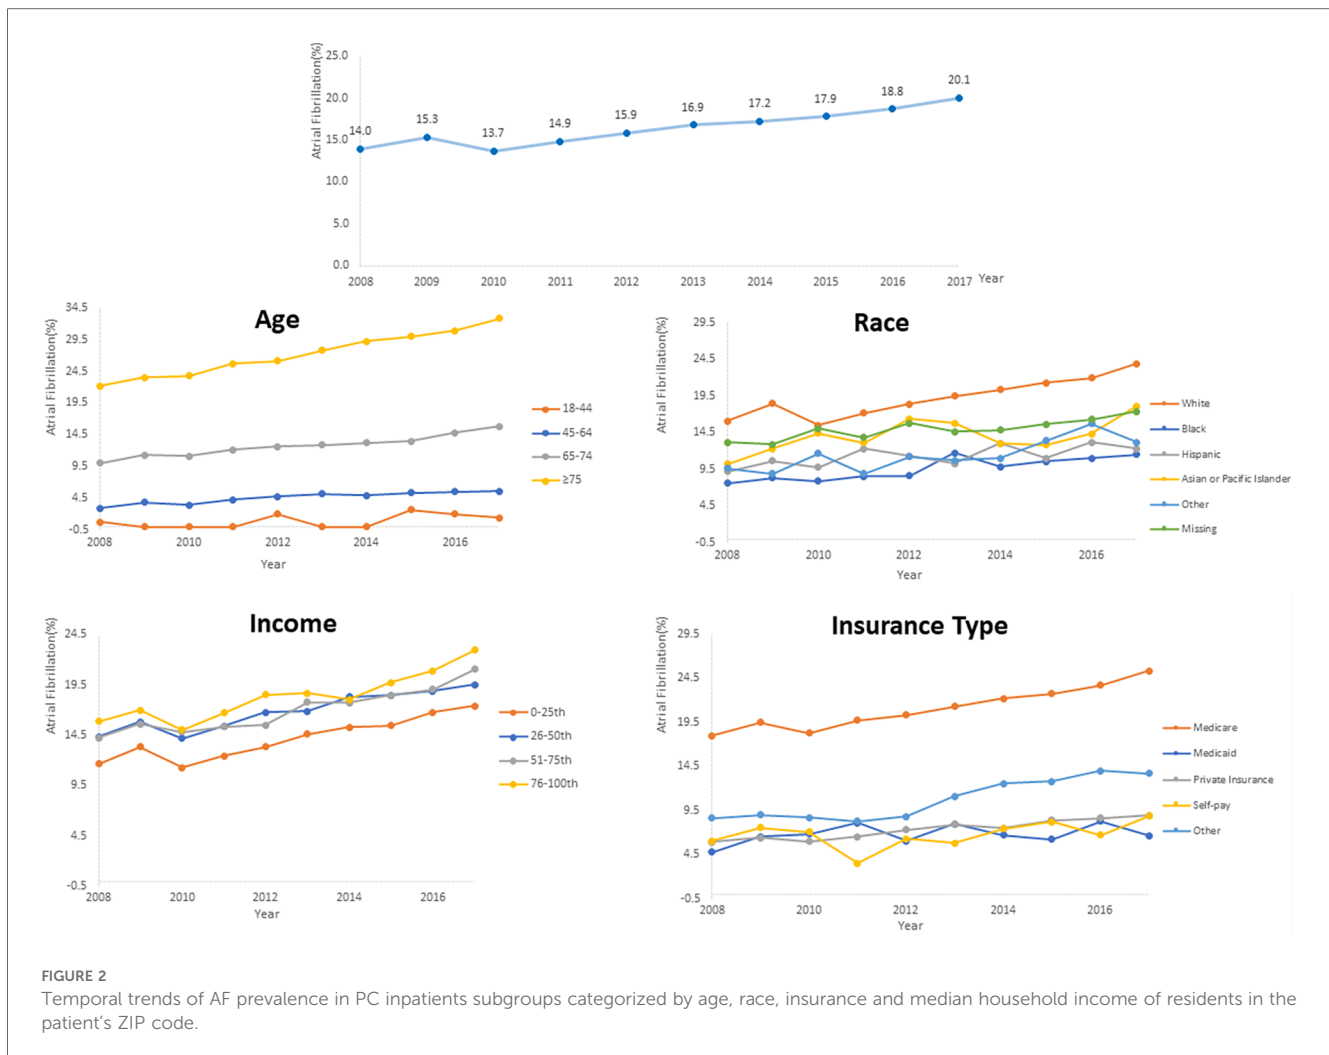 Atrial Fibrillation(%)
25.0
20.0
15.0
10.0
5.0
0.0
14.0
15.3
13.7
14.9
15.9
16.9
17.2
17.9
18.8
20.1
2008 2009 2010 2011 2012 2013 2014 2015 2016 2017 Year
Age
Atrial Fibrillation(%)
34.5
29.5
24.5
19.5
14.5
9.5
4.5
-0.5
2008 2010 2012 2014 2016
Year
18-44
45-64
65-74
≥75
Race
Atrial Fibrillation(%)
29.5
24.5
19.5
14.5
9.5
4.5
-0.5
2008 2010 2012 2014 2016
Year
White
Black
Hispanic
Asian or Pacific Islander
Other
Missing
Income
Atrial Fibrillation(%)
24.5
19.5
14.5
9.5
4.5
-0.5
2008 2010 2012 2014 2016
Year
0-25th
26-50th
51-75th
76-100th
Insurance Type
Atrial Fibrillation(%)
29.5
24.5
19.5
14.5
9.5
4.5
-0.5
2008 2010 2012 2014 2016
Year
Medicare
Medicaid
Private Insurance
Self-pay
Other
FIGURE 2
Temporal trends of AF prevalence in PC inpatients subgroups categorized by age, race, insurance and median household income of residents in the
patient's ZIP code.